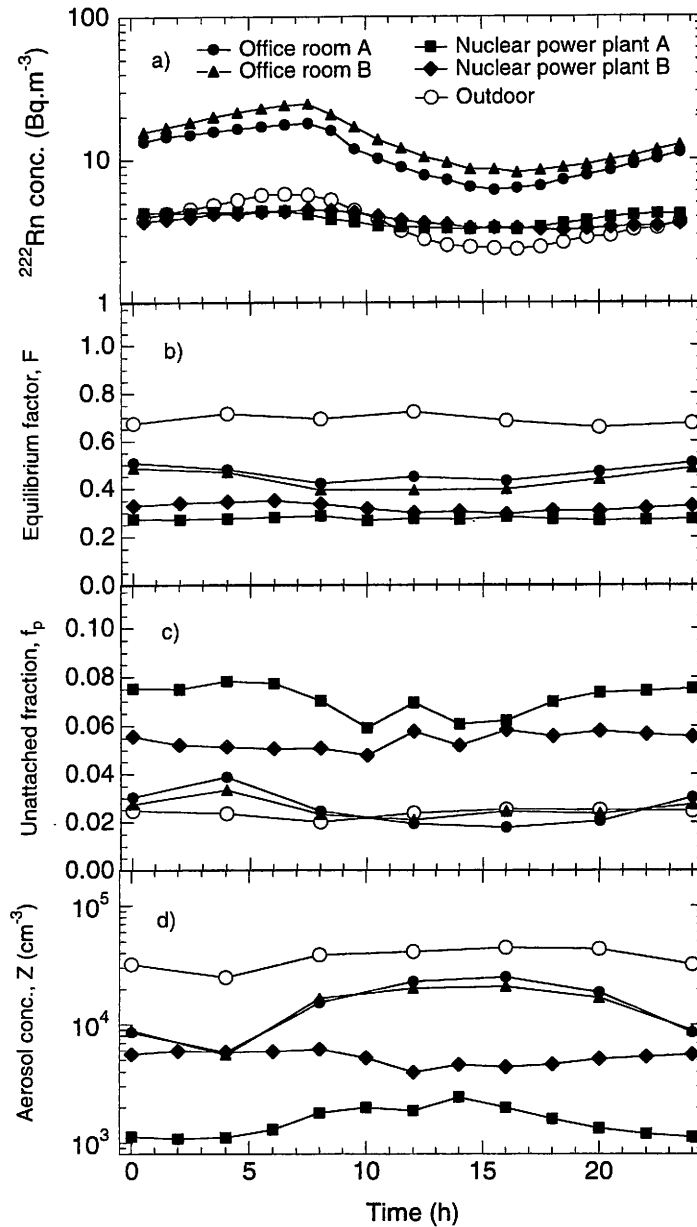 100
a)
Office room A
Nuclear power plant A
Office room B
Nuclear power plant B
Outdoor
10
1
²²²Rn conc. (Bq.m⁻³)
b)
1.0
0.8
0.6
0.4
0.2
0.0
Equilibrium factor, F
c)
0.10
0.08
0.06
0.04
0.02
0.00
Unattached fraction, fₚ
d)
10⁵
10⁴
10³
Aerosol conc., Z (cm⁻³)
0 5 10 15 20
Time (h)